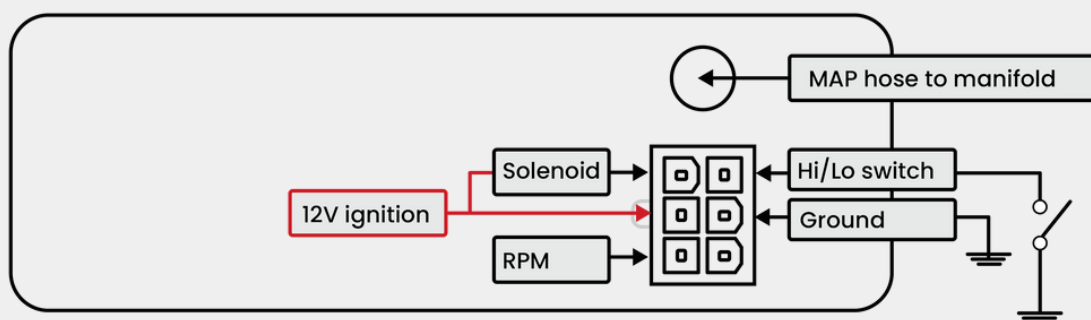 MAP hose to manifold
Solenoid
Hi/Lo switch
12V ignition
Ground
RPM